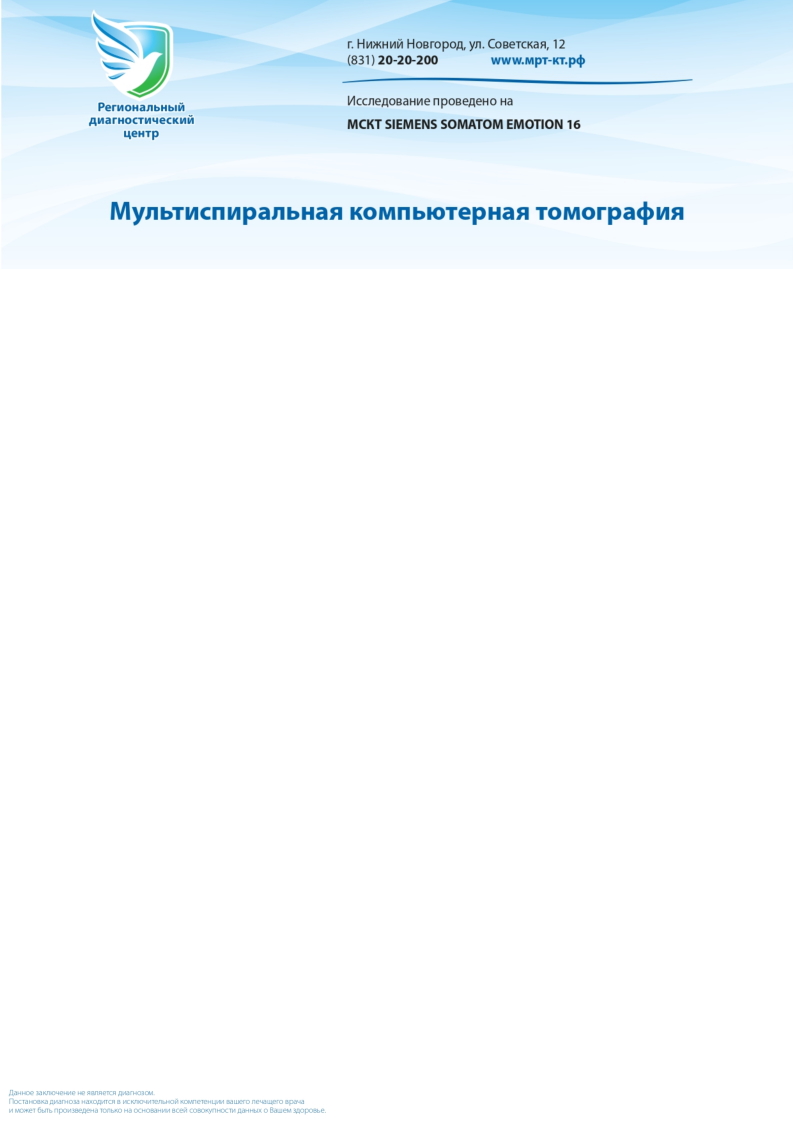 Региональный
диагностический
центр
г. Нижний Новгород, ул. Советская, 12
(831) 20-20-200 www.мрт-кт.рф
Исследование проведено на
МСКТ SIEMENS SOMATOM EMOTION 16
Мультиспиральная компьютерная томография
Данное заключение не является диагнозом.
Постановка диагноза находится в исключительной компетенции вашего лечащего врача
и может быть произведена только на основании всей совокупности данных о Вашем здоровье.